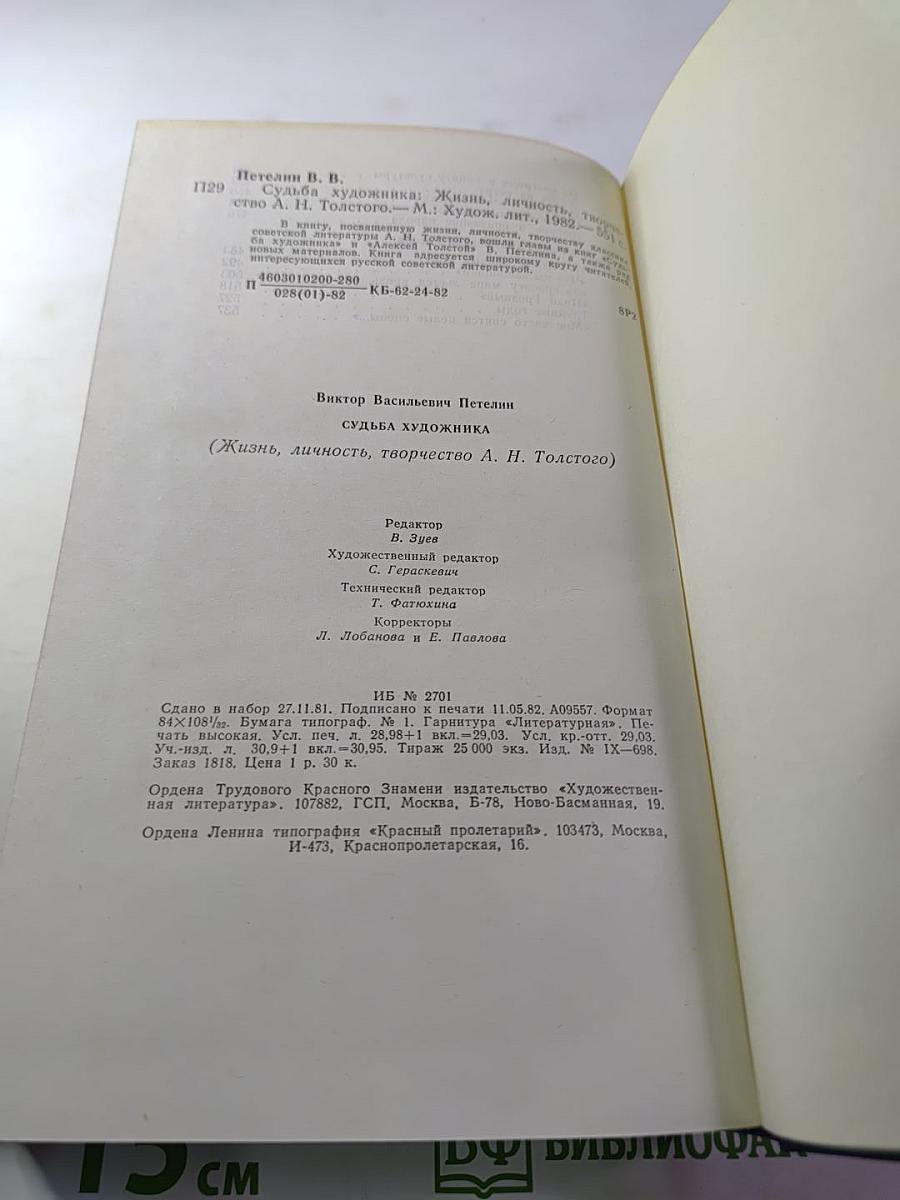 Петелин В. В.
П29 Судьба художника: Жизнь, личность, творче-
ство А. Н. Толстого.— М.: Худож. лит., 1982.— 551 с.
В книгу, посвященную жизни, личности, творчеству классика
советской литературы А. Н. Толстого, вошли главы из книг «Судь-
ба художника» и «Алексей Толстой» В. Петелина, а также ряд
новых материалов. Книга адресуется широкому кругу читателей,
интересующихся русской советской литературой.
П 4603010200-280
028(01)-82 КБ-62-24-82
8Р2
Виктор Васильевич Петелин
СУДЬБА ХУДОЖНИКА
(Жизнь, личность, творчество А. Н. Толстого)
Редактор
В. Зуев
Художественный редактор
С. Гераскевич
Технический редактор
Т. Фатюхина
Корректоры
Л. Лобанова и Е. Павлова
ИБ № 2701
Сдано в набор 27.11.81. Подписано к печати 11.05.82. А09557. Формат
84×108¹/₃₂. Бумага типограф. № 1. Гарнитура «Литературная». Пе-
чать высокая. Усл. печ. л. 28,98+1 вкл.=29,03. Усл. кр.-отт. 29,03.
Уч.-изд. л. 30,9+1 вкл.=30,95. Тираж 25 000 экз. Изд. № IX—698.
Заказ 1818. Цена 1 р. 30 к.
Ордена Трудового Красного Знамени издательство «Художествен-
ная литература». 107882, ГСП, Москва, Б-78, Ново-Басманная, 19.
Ордена Ленина типография «Красный пролетарий». 103473, Москва,
И-473, Краснопролетарская, 16.
15 см
БФ БИБЛИОФАН